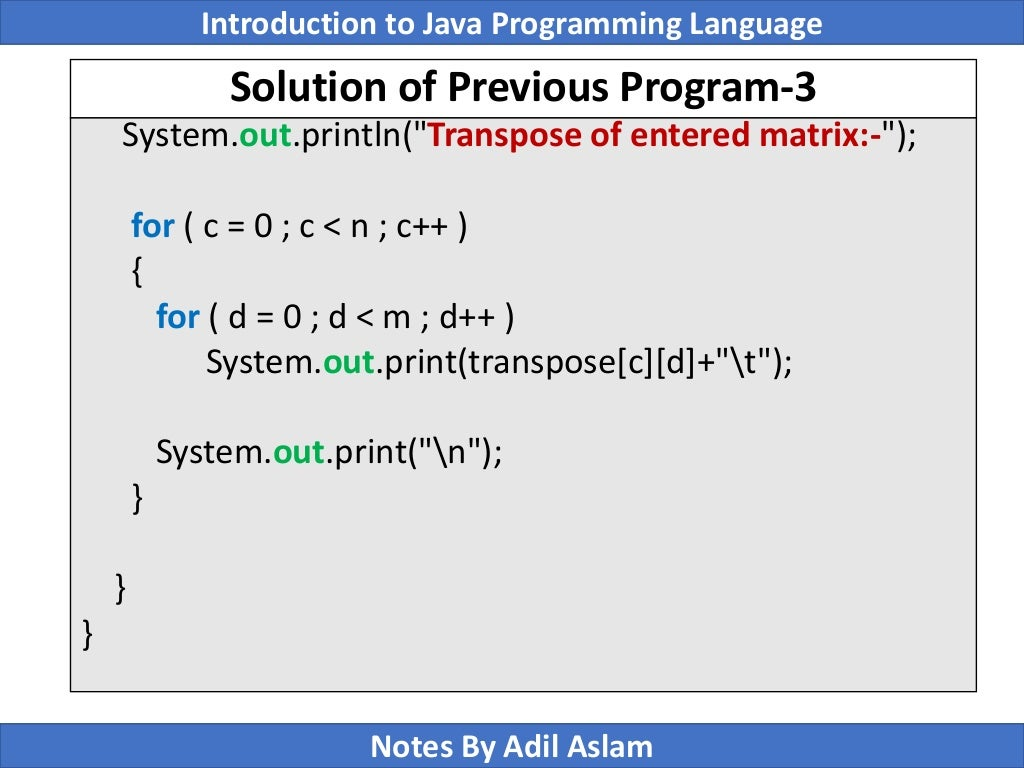 Introduction to Java Programming Language
Solution of Previous Program-3
System.out.println("Transpose of entered matrix:-");
for ( c = 0 ; c < n ; c++ )
{
for ( d = 0 ; d < m ; d++ )
System.out.print(transpose[c][d]+"\t");
System.out.print("\n");
}
}
}
Notes By Adil Aslam